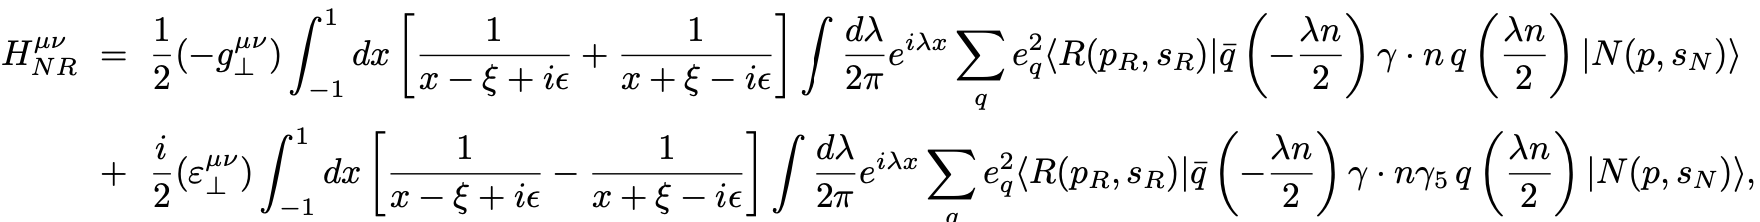 H_{NR}^{\mu\nu} = \frac{1}{2}(-g_{\perp}^{\mu\nu}) \int_{-1}^{1} dx \left[ \frac{1}{x - \xi + i\epsilon} + \frac{1}{x + \xi - i\epsilon} \right] \int \frac{d\lambda}{2\pi} e^{i\lambda x} \sum_{q} e_q^2 \langle R(p_R, s_R) | \bar{q} \left( -\frac{\lambda n}{2} \right) \gamma \cdot n \, q \left( \frac{\lambda n}{2} \right) | N(p, s_N) \rangle
+ \frac{i}{2}(\varepsilon_{\perp}^{\mu\nu}) \int_{-1}^{1} dx \left[ \frac{1}{x - \xi + i\epsilon} - \frac{1}{x + \xi - i\epsilon} \right] \int \frac{d\lambda}{2\pi} e^{i\lambda x} \sum_{q} e_q^2 \langle R(p_R, s_R) | \bar{q} \left( -\frac{\lambda n}{2} \right) \gamma \cdot n \gamma_5 \, q \left( \frac{\lambda n}{2} \right) | N(p, s_N) \rangle,